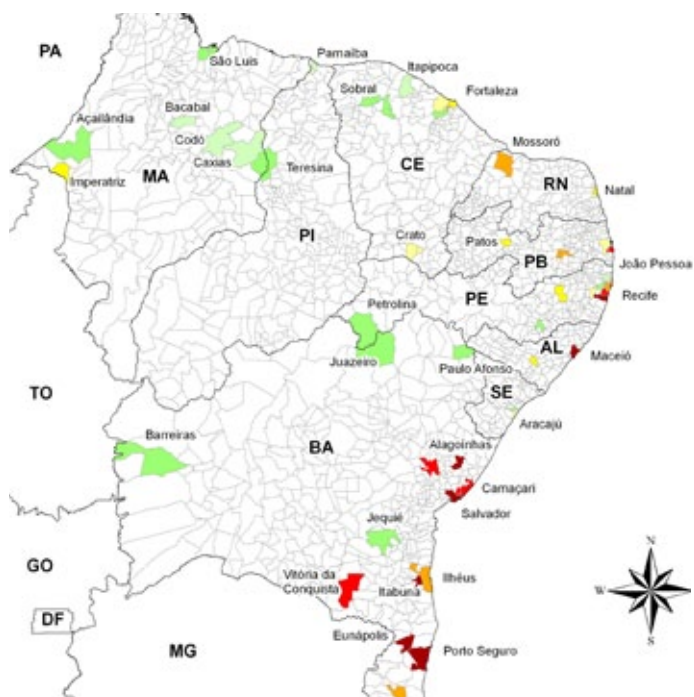 PA
São Luis
Parnaíba
Itapipoca
Sobral
Fortaleza
Bacabal
Açailândia
Codó
Caxias
Teresina
Mossoró
CE
RN
Imperatriz
MA
Natal
PI
Crato
Patos
PB
João Pessoa
PE
Recife
Petrolina
AL
Juazeiro
Paulo Afonso
Maceió
SE
TO
Aracajú
BA
Alagoinhas
Barreiras
Camaçari
Salvador
Jequié
GO
Vitória da
Conquista
Itabuna
Ilhéus
N
W
E
S
DF
Eunápolis
MG
Porto Seguro